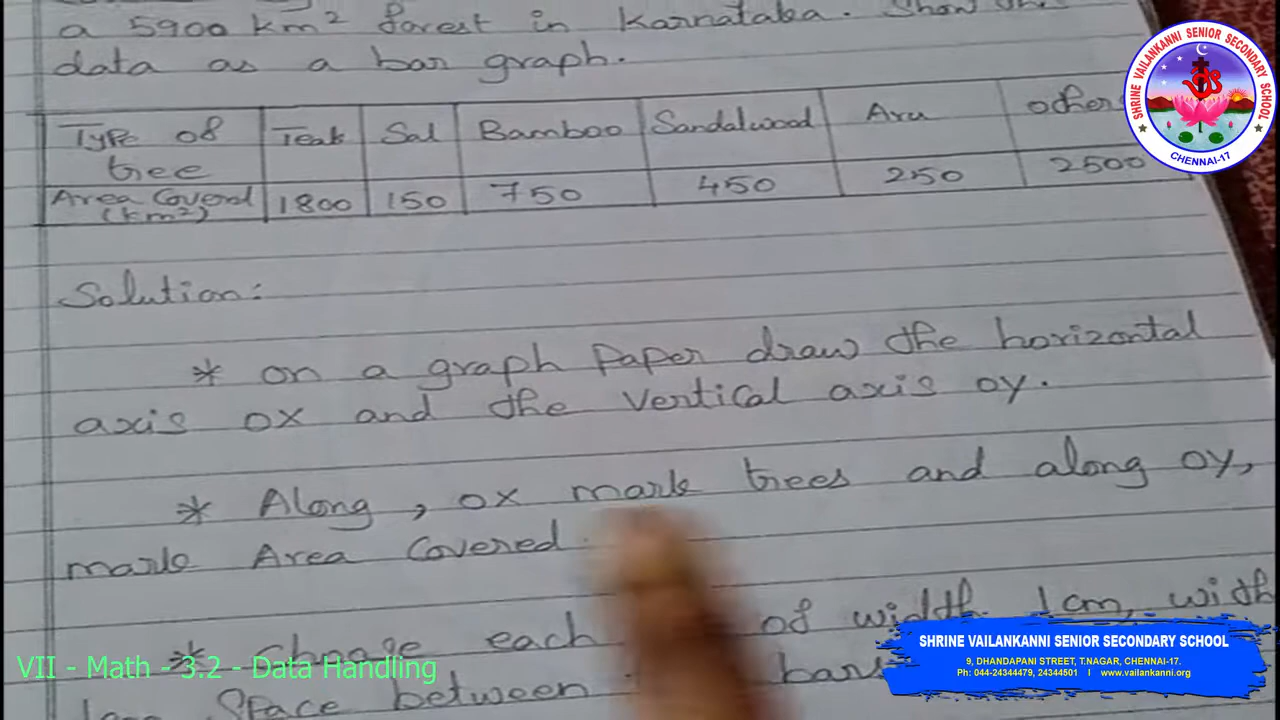 a 5900 km² forest in Karnataka. Show the
data as a bar graph.
Type of tree Teak Sal Bamboo Sandalwood Axu others
Area Coverd (km²) 1800 150 750 450 250 2500
Solution:
* on a graph paper draw the horizontal
axis ox and the vertical axis oy.
* Along, ox mark trees and along oy,
mark Area Covered.
* each of width 1cm, with
Space between bars
SHRINE VAILANKANNI SENIOR SECONDARY SCHOOL
CHENNAI-17
VII - Math - 3.2 - Data Handling
SHRINE VAILANKANNI SENIOR SECONDARY SCHOOL
9, DHANDAPANI STREET, T.NAGAR, CHENNAI-17.
Ph: 044-24344479, 24344501 I www.vailankanni.org